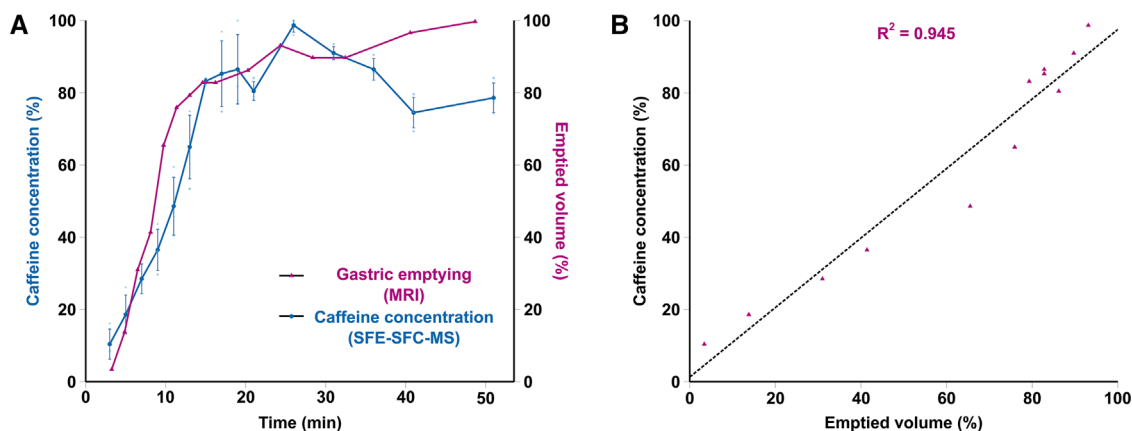 A
Caffeine concentration (%)
100
80
60
40
20
0
0
10
20
30
40
50
Time (min)
100
80
60
40
20
0
Emptied volume
(%)
Gastric emptying
(MRI)
Caffeine concentration
(SFE-SFC-MS)
B
R² = 0.945
Caffeine concentration (%)
100
80
60
40
20
0
0
20
40
60
80
100
Emptied volume (%)